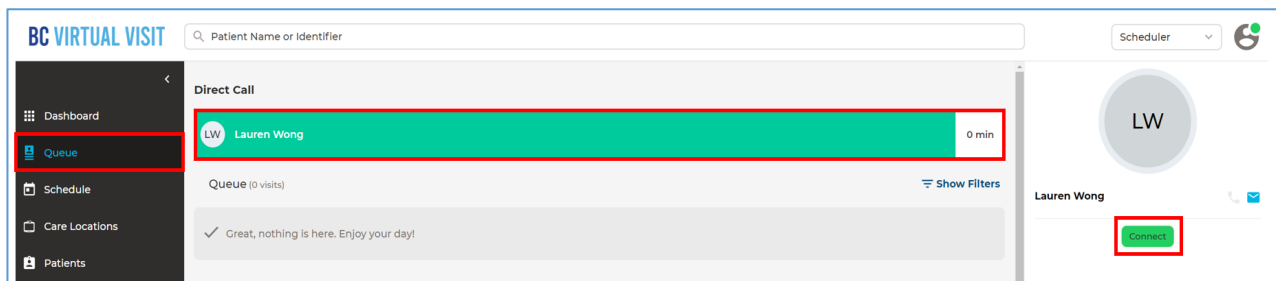 BC VIRTUAL VISIT
Patient Name or Identifier
Scheduler
Dashboard
Queue
Schedule
Care Locations
Patients
Direct Call
LW Lauren Wong 0 min
Queue (0 visits) Show Filters
Great, nothing is here. Enjoy your day!
LW
Lauren Wong
Connect